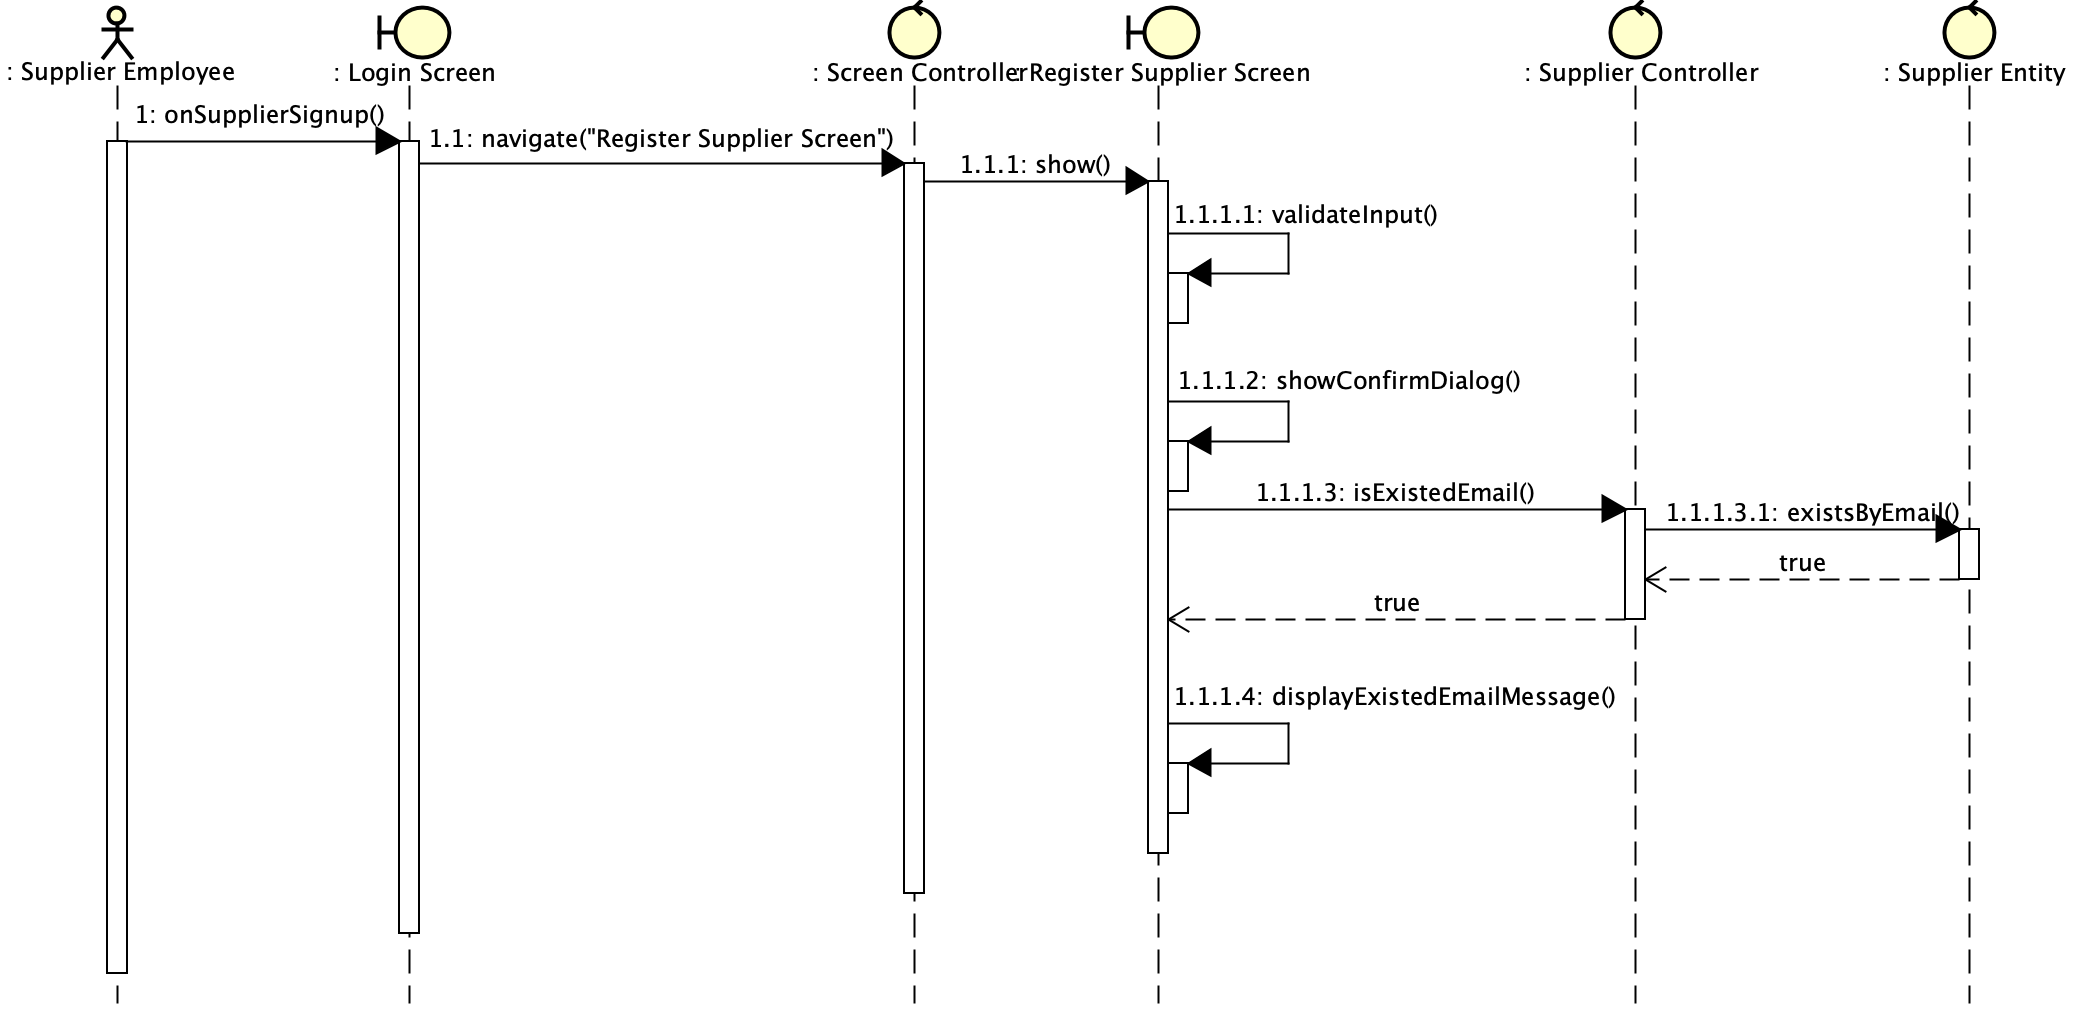 : Supplier Employee
: Login Screen
: Screen Controller
Register Supplier Screen
: Supplier Controller
: Supplier Entity
1: onSupplierSignup()
1.1: navigate("Register Supplier Screen")
1.1.1: show()
1.1.1.1: validateInput()
1.1.1.2: showConfirmDialog()
1.1.1.3: isExistedEmail()
1.1.1.3.1: existsByEmail()
true
true
1.1.1.4: displayExistedEmailMessage()